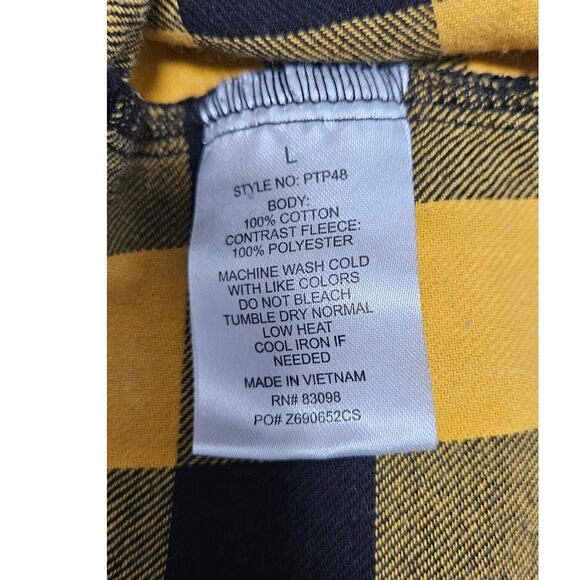 L
STYLE NO: PTP48
BODY:
100% COTTON
CONTRAST FLEECE:
100% POLYESTER
MACHINE WASH COLD
WITH LIKE COLORS
DO NOT BLEACH
TUMBLE DRY NORMAL
LOW HEAT
COOL IRON IF
NEEDED
MADE IN VIETNAM
RN# 83098
PO# Z690652CS